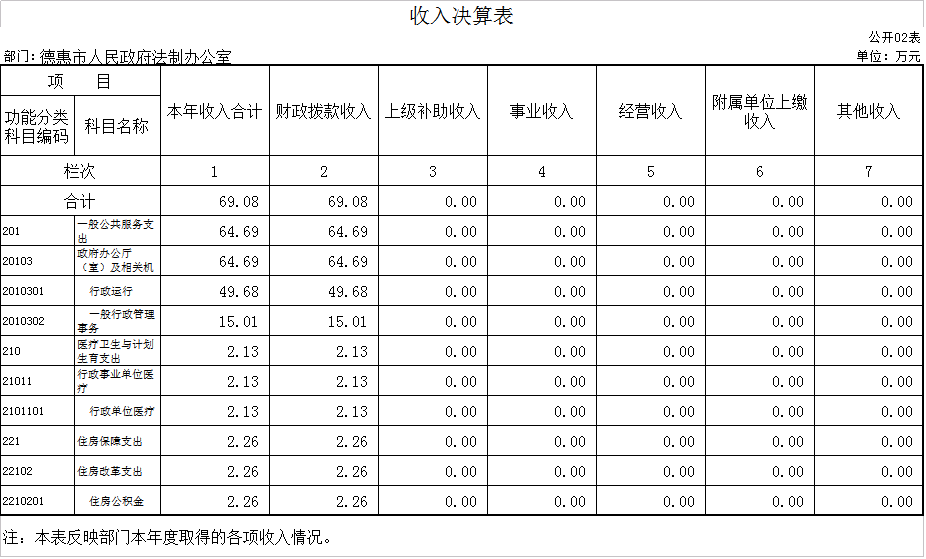 收入决算表
公开02表
部门：德惠市人民政府法制办公室 单位：万元
项 目 本年收入合计 财政拨款收入 上级补助收入 事业收入 经营收入 附属单位上缴收入 其他收入
功能分类科目编码 科目名称
栏次 1 2 3 4 5 6 7
合计 69.08 69.08 0.00 0.00 0.00 0.00 0.00
201 一般公共服务支出 64.69 64.69 0.00 0.00 0.00 0.00 0.00
20103 政府办公厅（室）及相关机 64.69 64.69 0.00 0.00 0.00 0.00 0.00
2010301 行政运行 49.68 49.68 0.00 0.00 0.00 0.00 0.00
2010302 一般行政管理事务 15.01 15.01 0.00 0.00 0.00 0.00 0.00
210 医疗卫生与计划生育支出 2.13 2.13 0.00 0.00 0.00 0.00 0.00
21011 行政事业单位医疗 2.13 2.13 0.00 0.00 0.00 0.00 0.00
2101101 行政单位医疗 2.13 2.13 0.00 0.00 0.00 0.00 0.00
221 住房保障支出 2.26 2.26 0.00 0.00 0.00 0.00 0.00
22102 住房改革支出 2.26 2.26 0.00 0.00 0.00 0.00 0.00
2210201 住房公积金 2.26 2.26 0.00 0.00 0.00 0.00 0.00
注：本表反映部门本年度取得的各项收入情况。